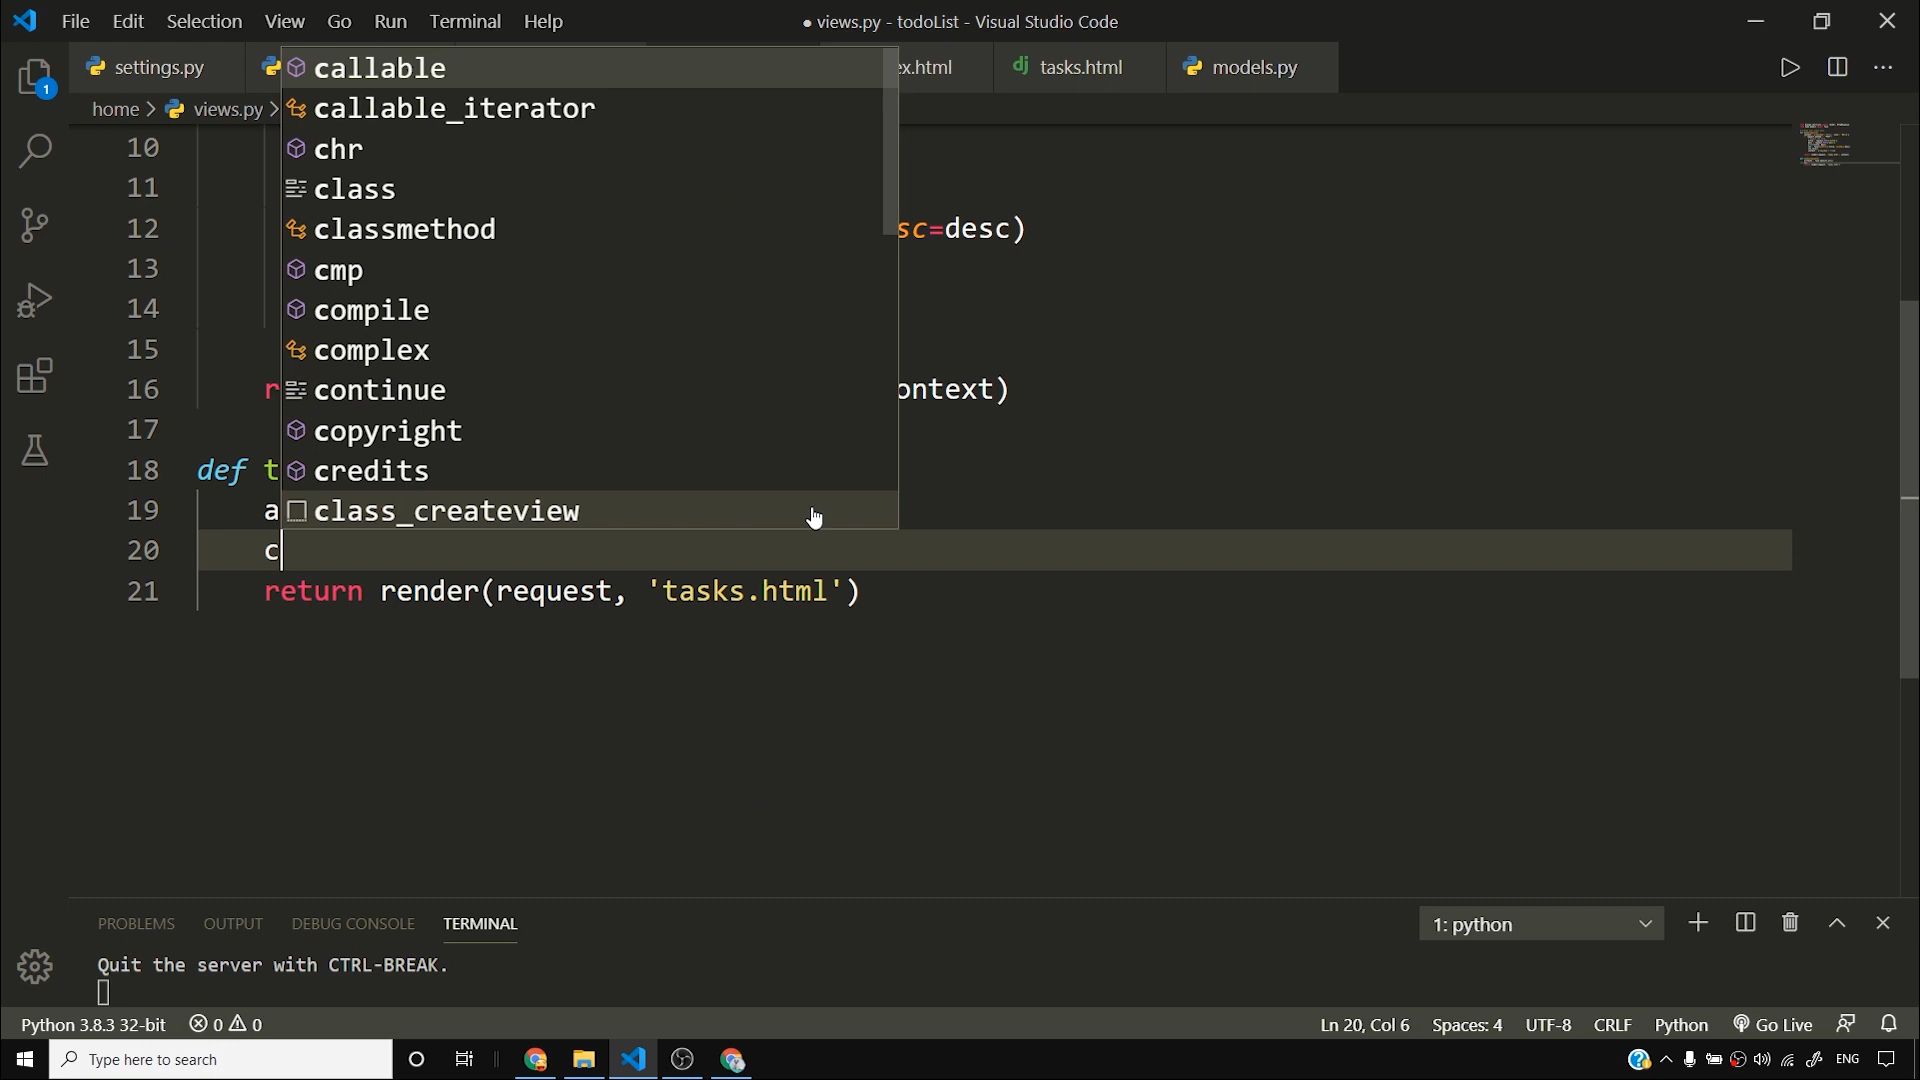 File Edit Selection View Go Run Terminal Help
● views.py - todoList - Visual Studio Code
settings.py
ex.html
tasks.html
models.py
home > views.py >
callable
callable_iterator
chr
class
classmethod
cmp
compile
complex
continue
copyright
credits
class_createview
10
11
12 sc=desc)
13
14
15
16 r ontext)
17
18 def t
19 a
20 c
21 return render(request, 'tasks.html')
1
PROBLEMS OUTPUT DEBUG CONSOLE TERMINAL
1: python
Quit the server with CTRL-BREAK.
Python 3.8.3 32-bit 0 0
Ln 20, Col 6 Spaces: 4 UTF-8 CRLF Python Go Live
Type here to search
ENG